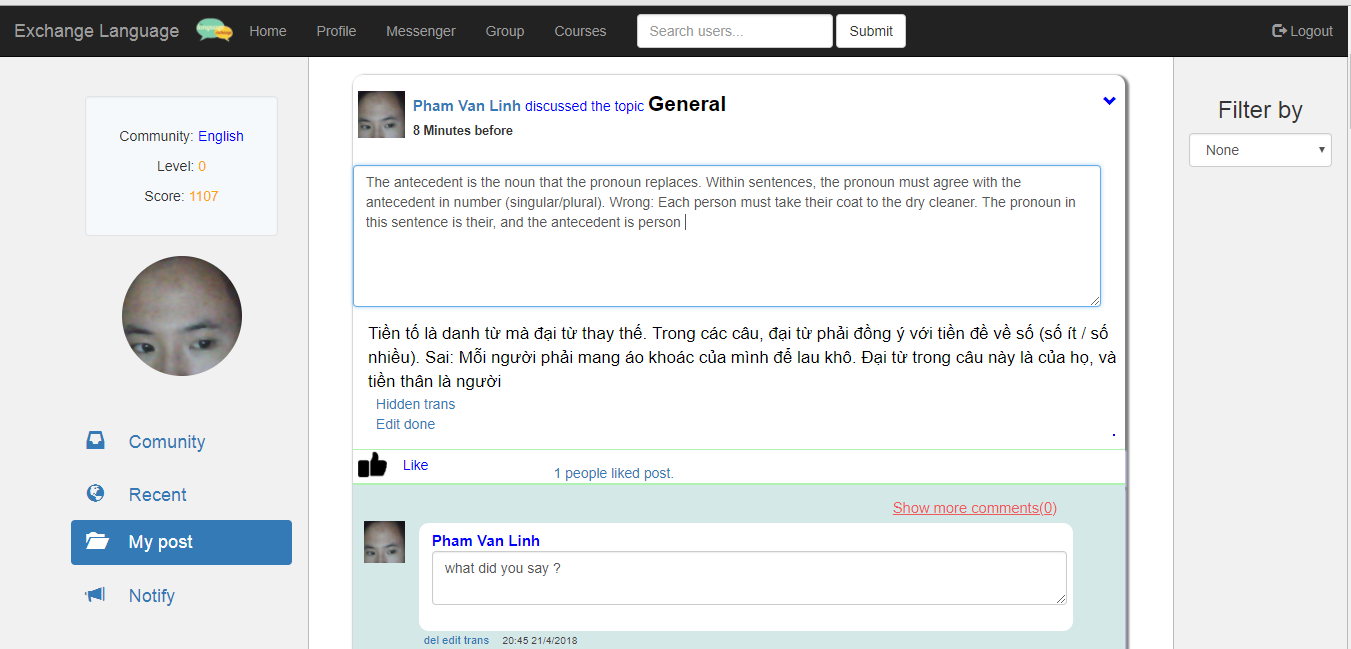 Exchange Language Home Profile Messenger Group Courses Search users... Submit Logout
Community: English
Level: 0
Score: 1107
Comunity
Recent
My post
Notify
Pham Van Linh discussed the topic General
8 Minutes before
The antecedent is the noun that the pronoun replaces. Within sentences, the pronoun must agree with the
antecedent in number (singular/plural). Wrong: Each person must take their coat to the dry cleaner. The pronoun in
this sentence is their, and the antecedent is person
Tiền tố là danh từ mà đại từ thay thế. Trong các câu, đại từ phải đồng ý với tiền đề về số (số ít / số
nhiều). Sai: Mỗi người phải mang áo khoác của mình để lau khô. Đại từ trong câu này là của họ, và
tiền thân là người
Hidden trans
Edit done
.
Like 1 people liked post.
Show more comments(0)
Pham Van Linh
what did you say ?
del edit trans 20:45 21/4/2018
Filter by
None